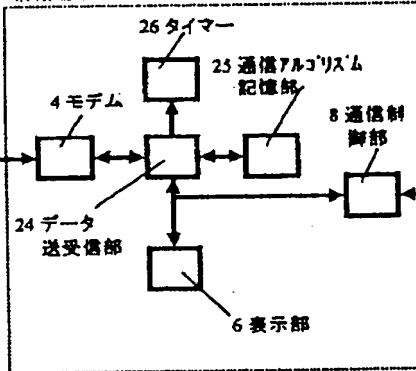 26 タイマー
25 通信アルゴリズム
記憶部
4 モデム
8 通信制
御部
24 データ
送受信部
6 表示部